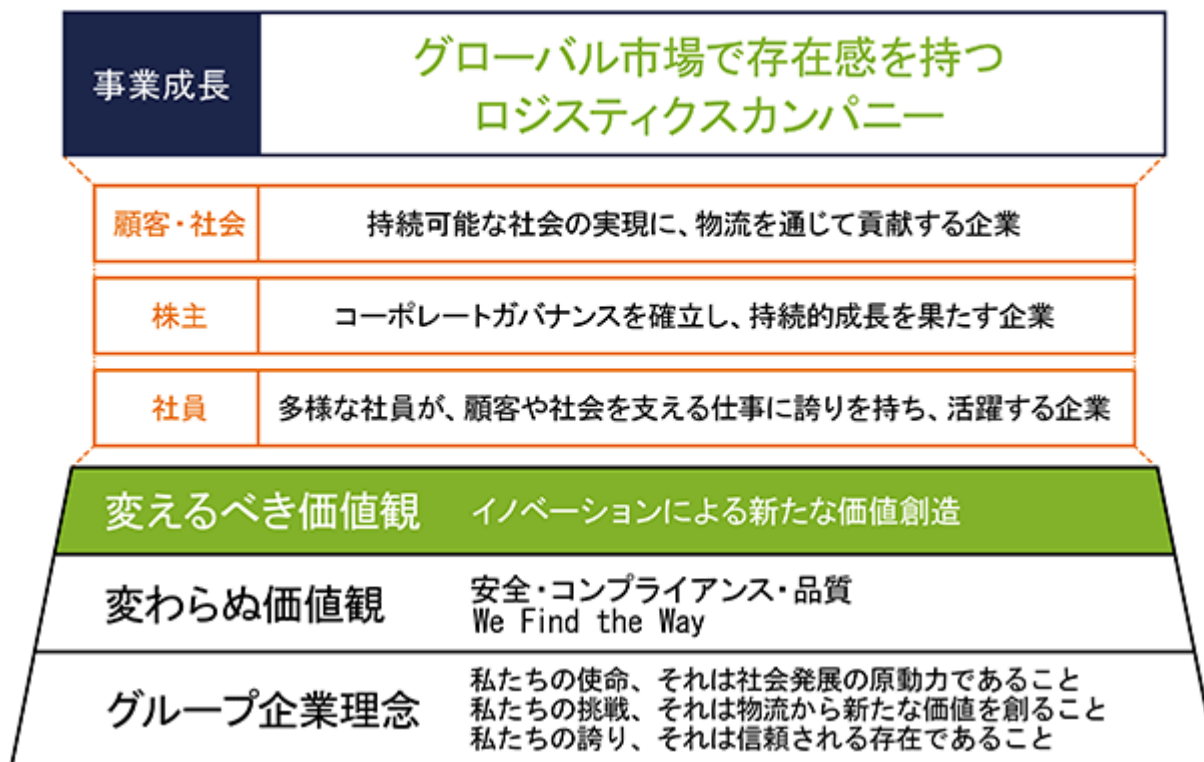 事業成長
グローバル市場で存在感を持つ
ロジスティクスカンパニー
顧客・社会
持続可能な社会の実現に、物流を通じて貢献する企業
株主
コーポレートガバナンスを確立し、持続的成長を果たす企業
社員
多様な社員が、顧客や社会を支える仕事に誇りを持ち、活躍する企業
変えるべき価値観
イノベーションによる新たな価値創造
変わらぬ価値観
安全・コンプライアンス・品質
We Find the Way
グループ企業理念
私たちの使命、それは社会発展の原動力であること
私たちの挑戦、それは物流から新たな価値を創ること
私たちの誇り、それは信頼される存在であること